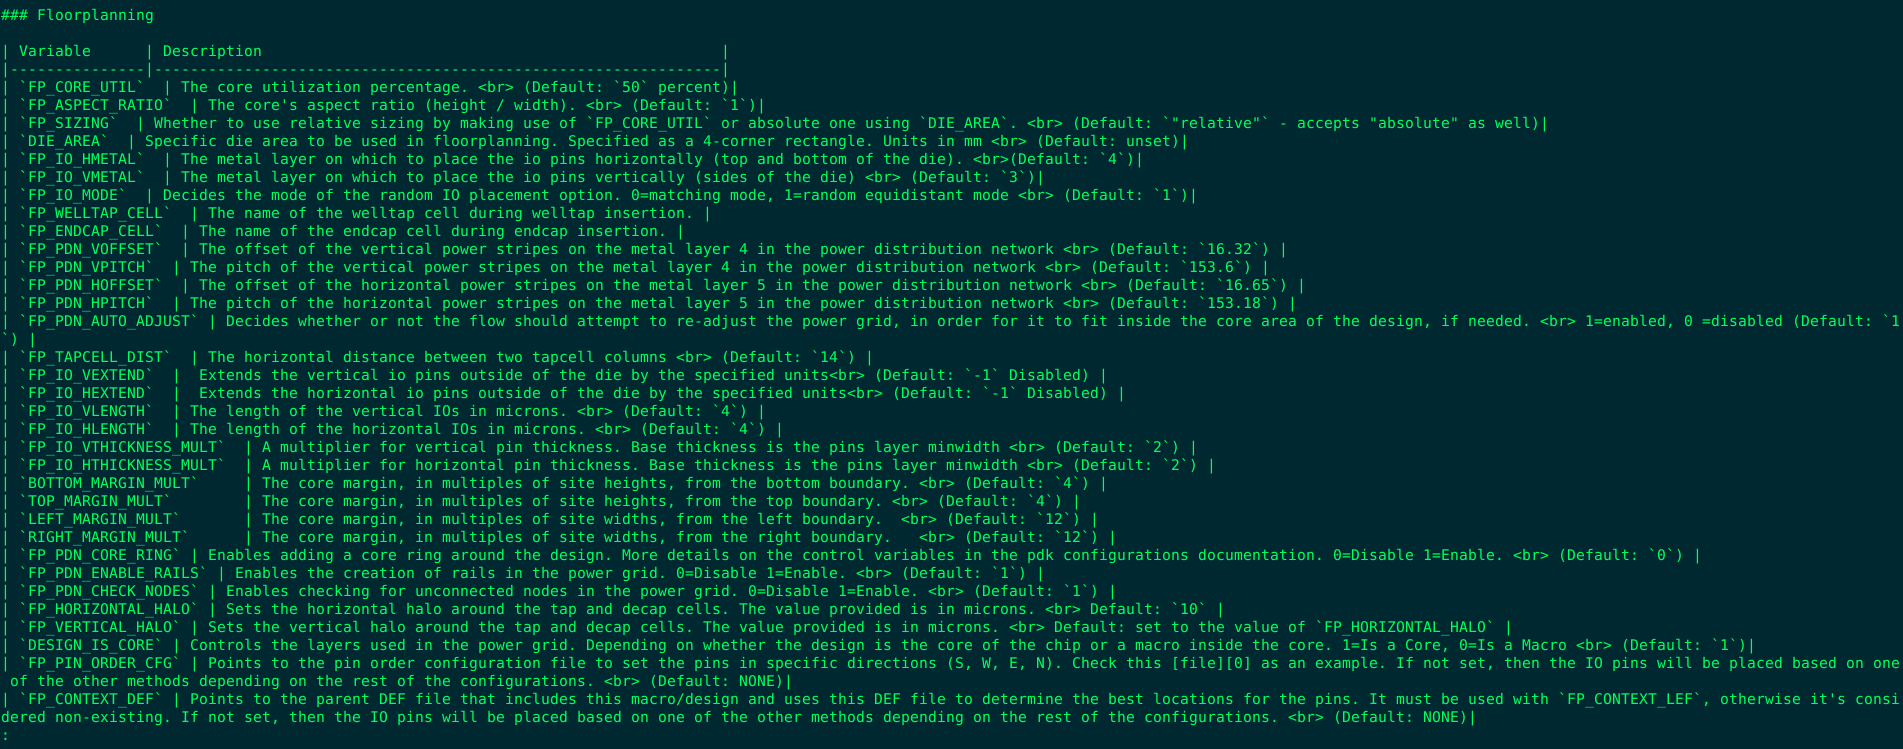 ### Floorplanning

| Variable      | Description                                                   |
|---------------|---------------------------------------------------------------|
| `FP_CORE_UTIL`  | The core utilization percentage. <br> (Default: `50` percent)|
| `FP_ASPECT_RATIO`  | The core's aspect ratio (height / width). <br> (Default: `1`)|
| `FP_SIZING`  | Whether to use relative sizing by making use of `FP_CORE_UTIL` or absolute one using `DIE_AREA`. <br> (Default: `"relative"` - accepts "absolute" as well)|
| `DIE_AREA`  | Specific die area to be used in floorplanning. Specified as a 4-corner rectangle. Units in mm <br> (Default: unset)|
| `FP_IO_HMETAL`  | The metal layer on which to place the io pins horizontally (top and bottom of the die). <br>(Default: `4`)|
| `FP_IO_VMETAL`  | The metal layer on which to place the io pins vertically (sides of the die) <br> (Default: `3`)|
| `FP_IO_MODE`  | Decides the mode of the random IO placement option. 0=matching mode, 1=random equidistant mode <br> (Default: `1`)|
| `FP_WELLTAP_CELL`  | The name of the welltap cell during welltap insertion. |
| `FP_ENDCAP_CELL`  | The name of the endcap cell during endcap insertion. |
| `FP_PDN_VOFFSET`  | The offset of the vertical power stripes on the metal layer 4 in the power distribution network <br> (Default: `16.32`) |
| `FP_PDN_VPITCH`  | The pitch of the vertical power stripes on the metal layer 4 in the power distribution network <br> (Default: `153.6`) |
| `FP_PDN_HOFFSET`  | The offset of the horizontal power stripes on the metal layer 5 in the power distribution network <br> (Default: `16.65`) |
| `FP_PDN_HPITCH`  | The pitch of the horizontal power stripes on the metal layer 5 in the power distribution network <br> (Default: `153.18`) |
| `FP_PDN_AUTO_ADJUST` | Decides whether or not the flow should attempt to re-adjust the power grid, in order for it to fit inside the core area of the design, if needed. <br> 1=enabled, 0 =disabled (Default: `1
`) |
| `FP_TAPCELL_DIST`  | The horizontal distance between two tapcell columns <br> (Default: `14`) |
| `FP_IO_VEXTEND`  |  Extends the vertical io pins outside of the die by the specified units<br> (Default: `-1` Disabled) |
| `FP_IO_HEXTEND`  |  Extends the horizontal io pins outside of the die by the specified units<br> (Default: `-1` Disabled) |
| `FP_IO_VLENGTH`  | The length of the vertical IOs in microns. <br> (Default: `4`) |
| `FP_IO_HLENGTH`  | The length of the horizontal IOs in microns. <br> (Default: `4`) |
| `FP_IO_VTHICKNESS_MULT`  | A multiplier for vertical pin thickness. Base thickness is the pins layer minwidth <br> (Default: `2`) |
| `FP_IO_HTHICKNESS_MULT`  | A multiplier for horizontal pin thickness. Base thickness is the pins layer minwidth <br> (Default: `2`) |
| `BOTTOM_MARGIN_MULT`     | The core margin, in multiples of site heights, from the bottom boundary. <br> (Default: `4`) |
| `TOP_MARGIN_MULT`        | The core margin, in multiples of site heights, from the top boundary. <br> (Default: `4`) |
| `LEFT_MARGIN_MULT`       | The core margin, in multiples of site widths, from the left boundary.  <br> (Default: `12`) |
| `RIGHT_MARGIN_MULT`      | The core margin, in multiples of site widths, from the right boundary.   <br> (Default: `12`) |
| `FP_PDN_CORE_RING` | Enables adding a core ring around the design. More details on the control variables in the pdk configurations documentation. 0=Disable 1=Enable. <br> (Default: `0`) |
| `FP_PDN_ENABLE_RAILS` | Enables the creation of rails in the power grid. 0=Disable 1=Enable. <br> (Default: `1`) |
| `FP_PDN_CHECK_NODES` | Enables checking for unconnected nodes in the power grid. 0=Disable 1=Enable. <br> (Default: `1`) |
| `FP_HORIZONTAL_HALO` | Sets the horizontal halo around the tap and decap cells. The value provided is in microns. <br> Default: `10` |
| `FP_VERTICAL_HALO` | Sets the vertical halo around the tap and decap cells. The value provided is in microns. <br> Default: set to the value of `FP_HORIZONTAL_HALO` |
| `DESIGN_IS_CORE` | Controls the layers used in the power grid. Depending on whether the design is the core of the chip or a macro inside the core. 1=Is a Core, 0=Is a Macro <br> (Default: `1`)|
| `FP_PIN_ORDER_CFG` | Points to the pin order configuration file to set the pins in specific directions (S, W, E, N). Check this [file][0] as an example. If not set, then the IO pins will be placed based on one
 of the other methods depending on the rest of the configurations. <br> (Default: NONE)|
| `FP_CONTEXT_DEF` | Points to the parent DEF file that includes this macro/design and uses this DEF file to determine the best locations for the pins. It must be used with `FP_CONTEXT_LEF`, otherwise it's consi
dered non-existing. If not set, then the IO pins will be placed based on one of the other methods depending on the rest of the configurations. <br> (Default: NONE)|
: